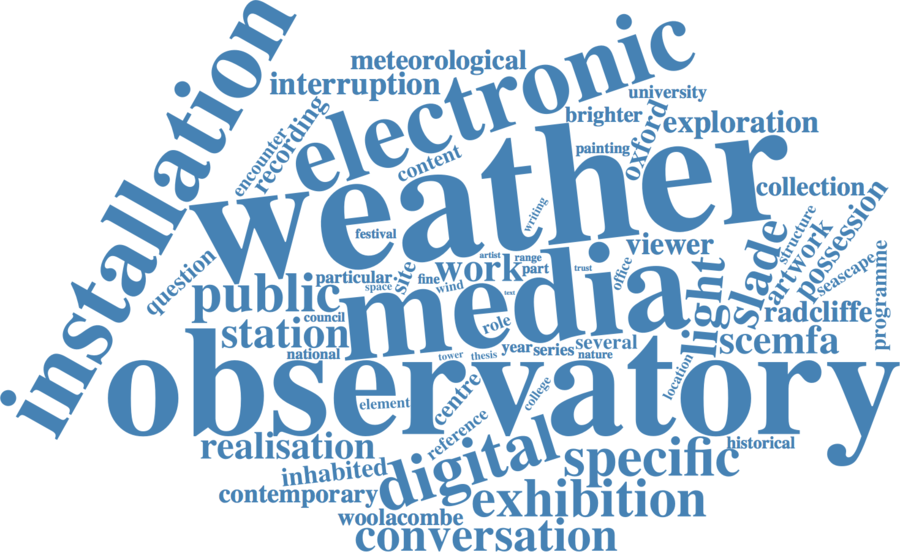 installation
meteorological
electronic
interruption
university
encounter
recording
brighter
oxford
exploration
content
painting
weather
collection
writing
festival
viewer
structure
artwork
possession
slade
question
particular
site
fine
work
artist
range
part
trust
office
seascape
programme
space
wind
text
media
light
public
council
role
radcliffe
station
national
year
series
several
nature
scemfa
tower
thesis
observatory
location
element
centre
college
reference
historical
realisation
inhabited
digital
specific
contemporary
exhibition
woolacombe
conversation